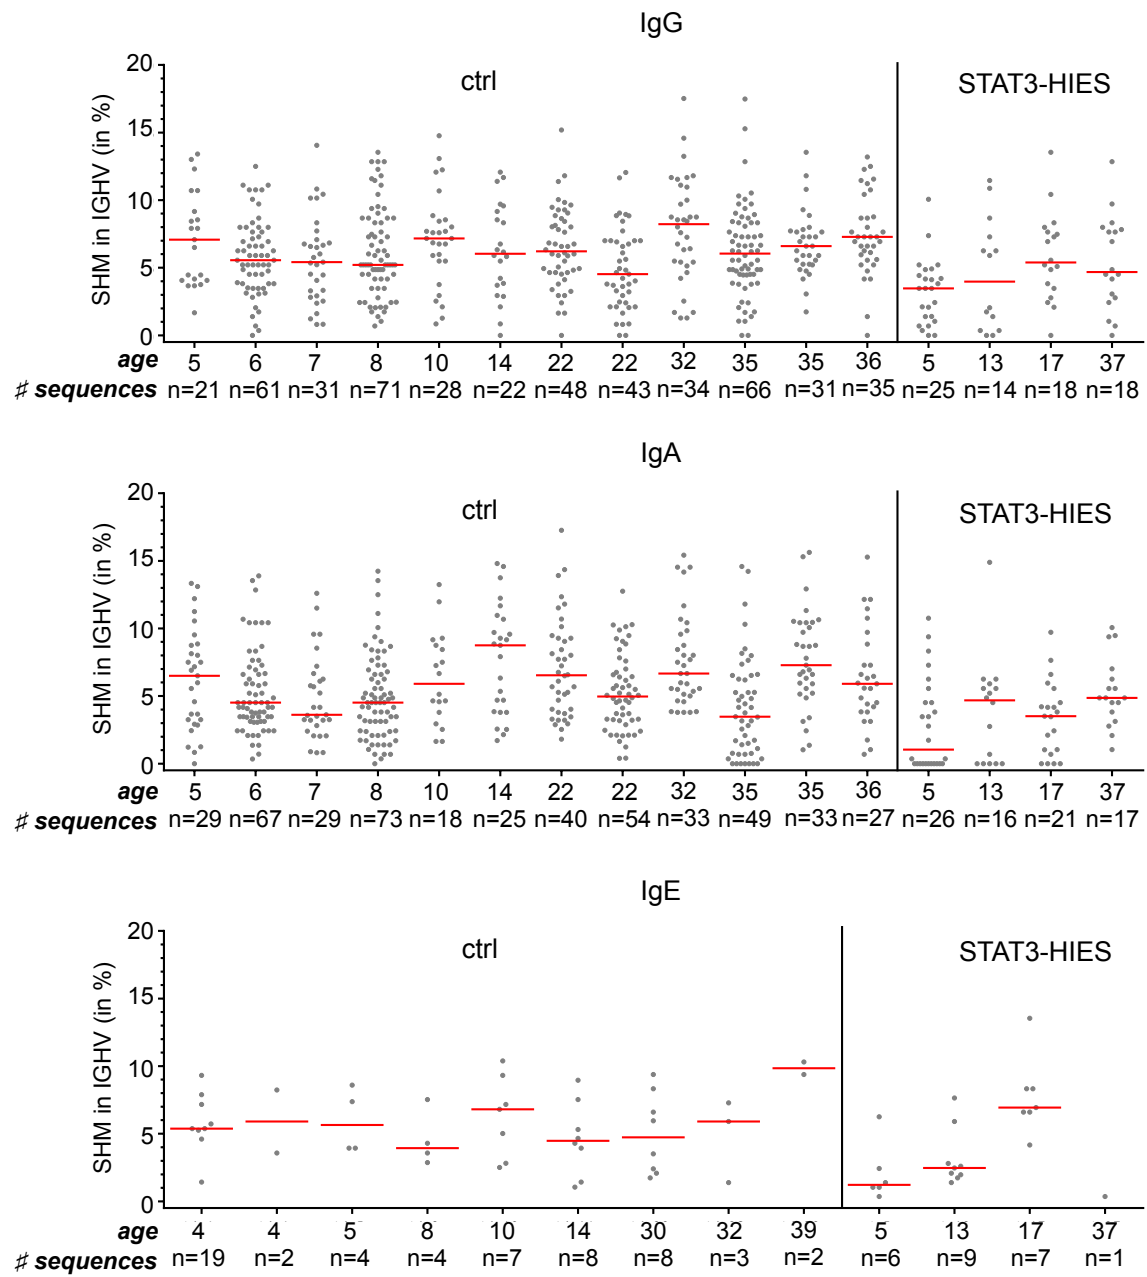 IgG
ctrl STAT3-HIES
SHM in IGHV (in %)
20
15
10
5
0
age 5 6 7 8 10 14 22 22 32 35 35 36 5 13 17 37
# sequences n=21 n=61 n=31 n=71 n=28 n=22 n=48 n=43 n=34 n=66 n=31 n=35 n=25 n=14 n=18 n=18
IgA
ctrl STAT3-HIES
SHM in IGHV (in %)
20
15
10
5
0
age 5 6 7 8 10 14 22 22 32 35 35 36 5 13 17 37
# sequences n=29 n=67 n=29 n=73 n=18 n=25 n=40 n=54 n=33 n=49 n=33 n=27 n=26 n=16 n=21 n=17
IgE
ctrl STAT3-HIES
SHM in IGHV (in %)
20
15
10
5
0
age 4 4 5 8 10 14 30 32 39 5 13 17 37
# sequences n=19 n=2 n=4 n=4 n=7 n=8 n=8 n=3 n=2 n=6 n=9 n=7 n=1